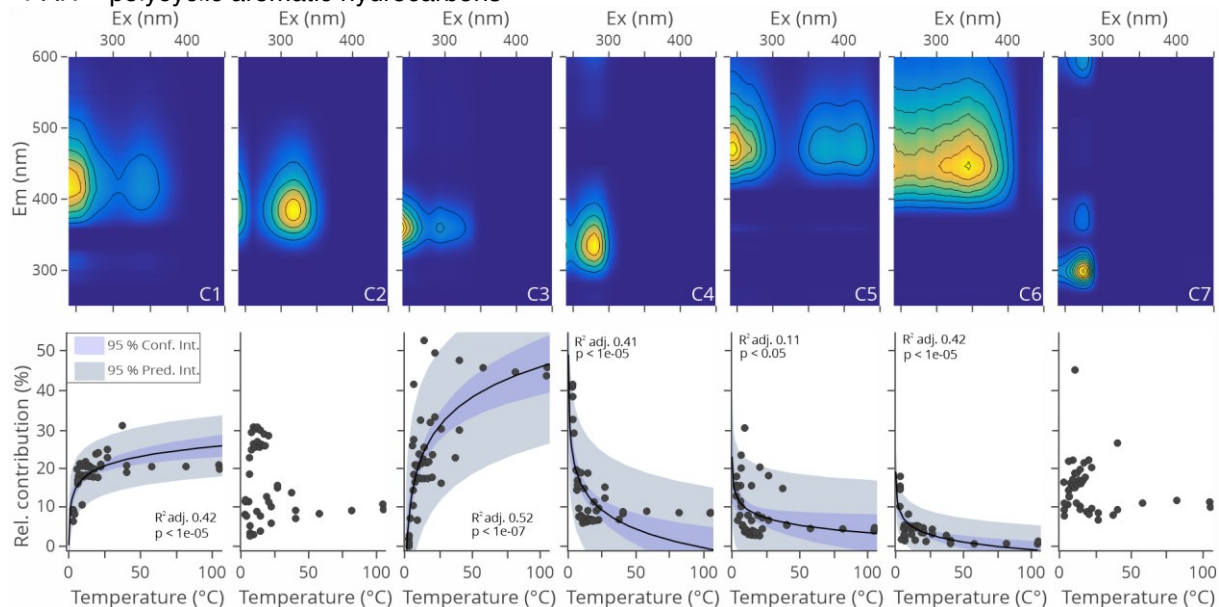 PAH = polycyclic aromatic hydrocarbons
Ex (nm) Ex (nm) Ex (nm) Ex (nm) Ex (nm) Ex (nm) Ex (nm)
300 400 300 400 300 400 300 400 300 400 300 400 300 400
600
500
400
300
Em (nm)
C1 C2 C3 C4 C5 C6 C7
95 % Conf. Int.
95 % Pred. Int.
R² adj. 0.41
p < 1e-05
R² adj. 0.11
p < 0.05
R² adj. 0.42
p < 1e-05
50
40
30
20
10
0
Rel. contribution (%)
R² adj. 0.42
p < 1e-05
R² adj. 0.52
p < 1e-07
0 50 100 0 50 100 0 50 100 0 50 100 0 50 100 0 50 100 0 50 100
Temperature (°C) Temperature (°C) Temperature (°C) Temperature (°C) Temperature (°C) Temperature (C°) Temperature (°C)